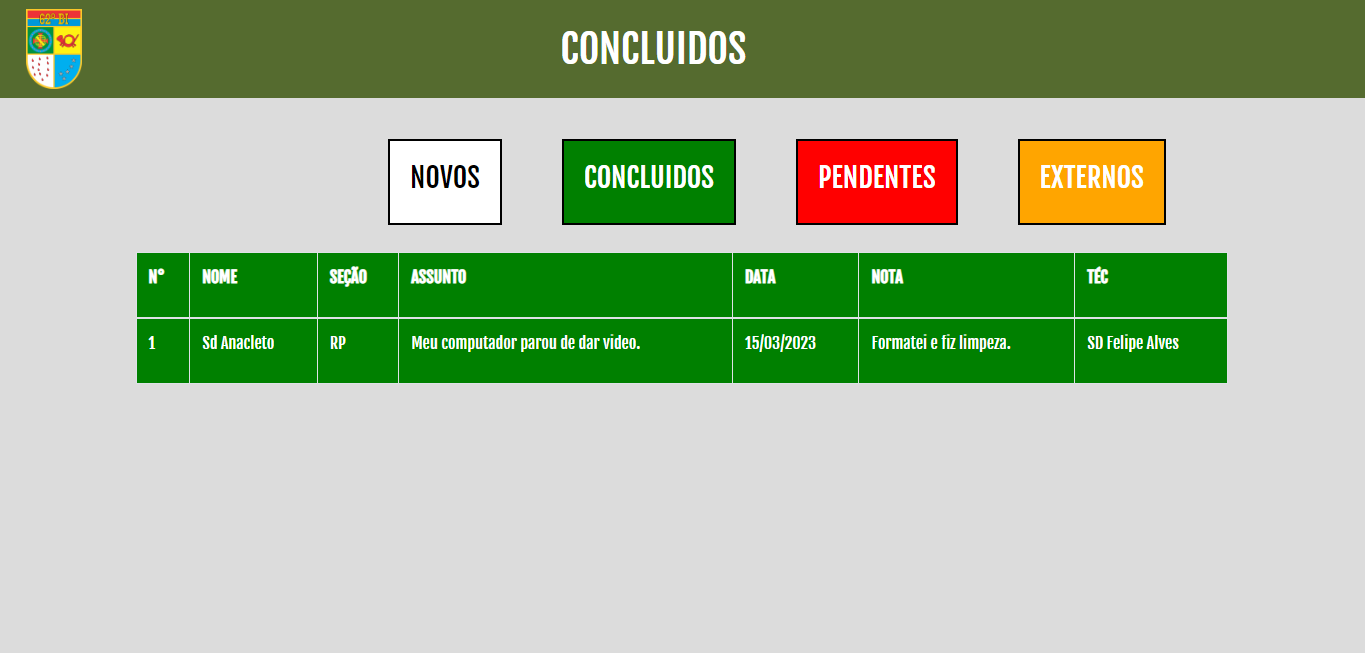 62º BI
CONCLUIDOS
NOVOS CONCLUIDOS PENDENTES EXTERNOS
Nº NOME SEÇÃO ASSUNTO DATA NOTA TÉC
1 Sd Anacleto RP Meu computador parou de dar video. 15/03/2023 Formatei e fiz limpeza. SD Felipe Alves